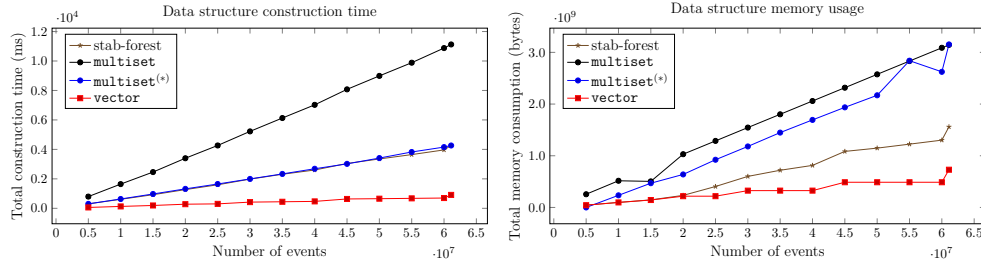 Data structure construction time
·10⁴
Total construction time (ms)
1.2
1.0
0.8
0.6
0.4
0.2
0.0
stab-forest
multiset
multiset(*)
vector
0 0.5 1 1.5 2 2.5 3 3.5 4 4.5 5 5.5 6 6.5
Number of events
·10⁷
Data structure memory usage
·10⁹
Total memory consumption (bytes)
3.0
2.0
1.0
0.0
stab-forest
multiset
multiset(*)
vector
0 0.5 1 1.5 2 2.5 3 3.5 4 4.5 5 5.5 6 6.5
Number of events
·10⁷